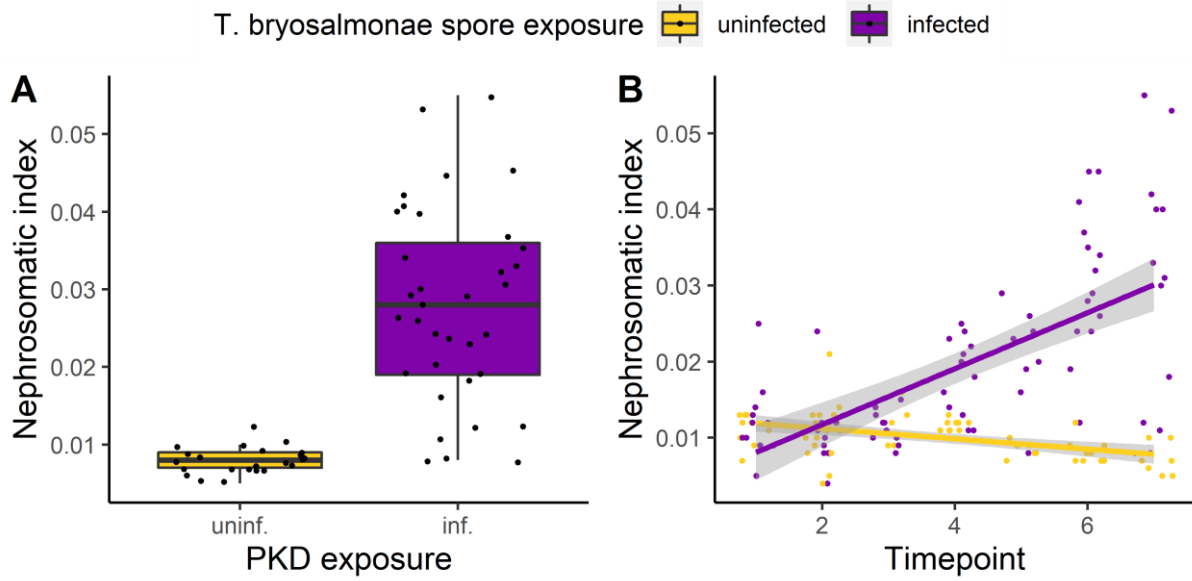 T. bryosalmonae spore exposure uninfected infected
A
Nephrosomatic index
0.05
0.04
0.03
0.02
0.01
uninf. inf.
PKD exposure
B
Nephrosomatic index
0.05
0.04
0.03
0.02
0.01
2 4 6
Timepoint